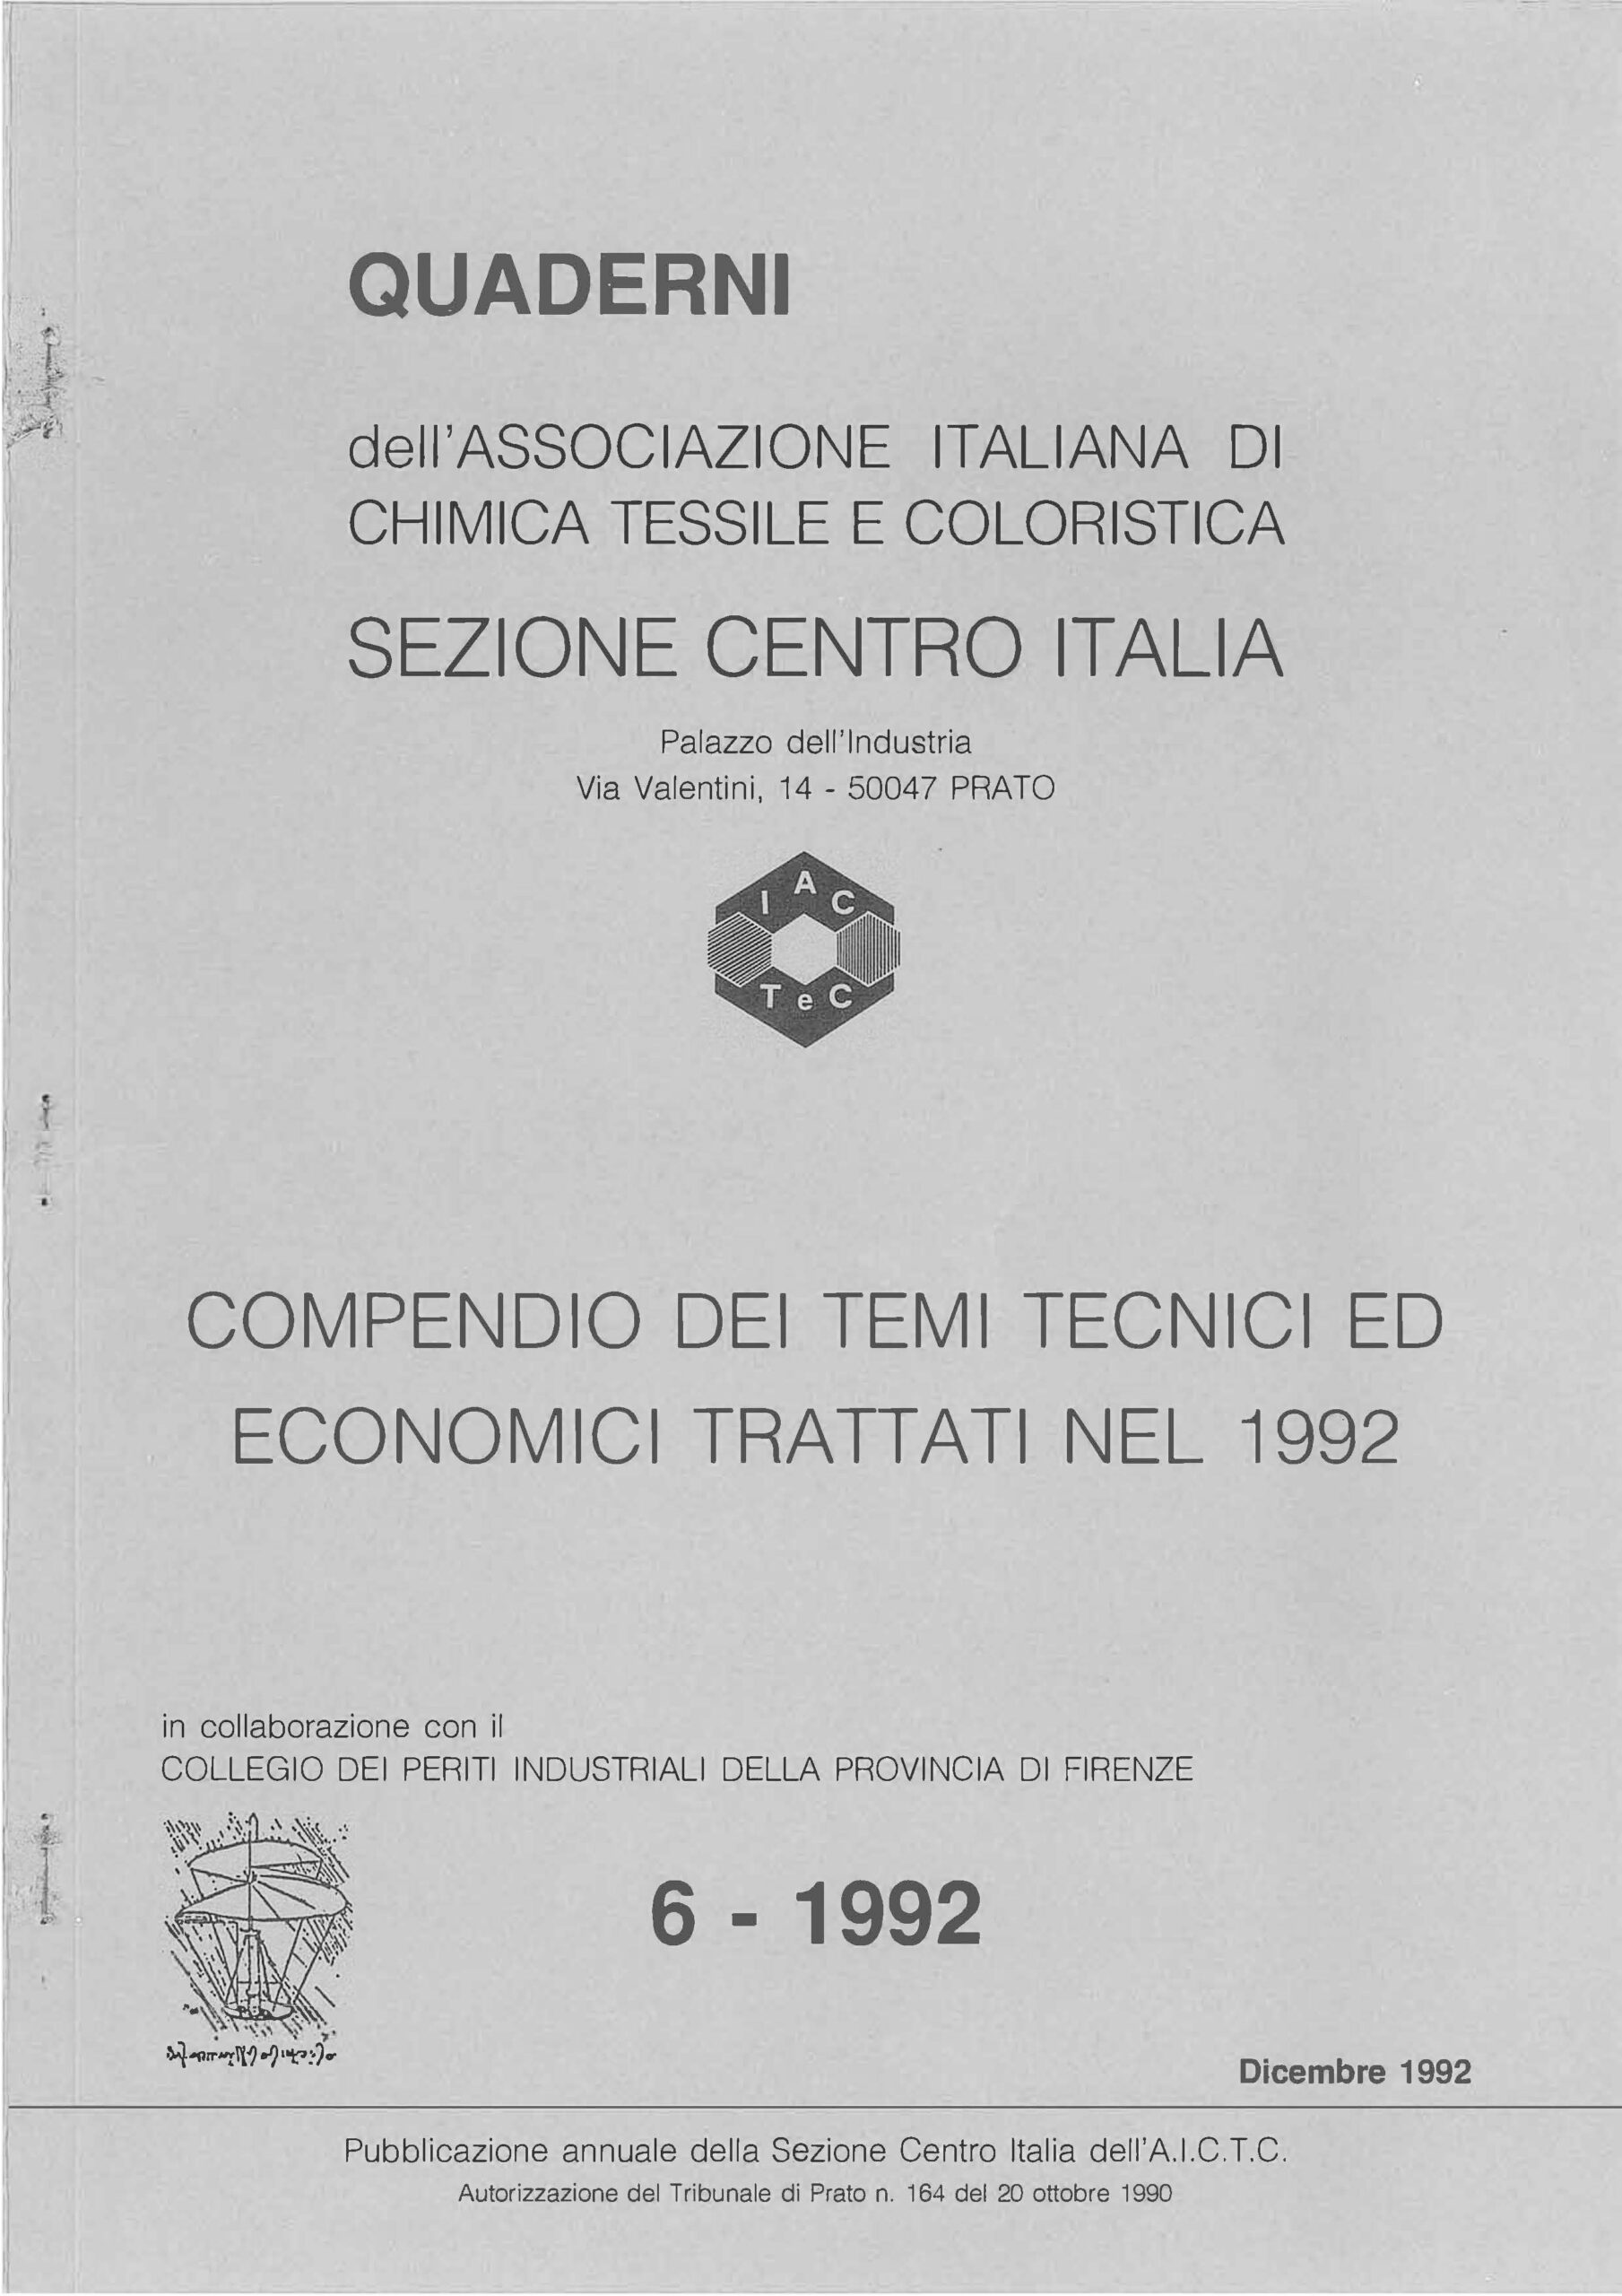 QUADERNI
dell'ASSOCIAZIONE ITALIANA DI
CHIMICA TESSILE E COLORISTICA
SEZIONE CENTRO ITALIA
Palazzo dell'Industria
Via Valentini, 14 - 50047 PRATO
I A C
T e C
COMPENDIO DEI TEMI TECNICI ED
ECONOMICI TRATTATI NEL 1992
in collaborazione con il
COLLEGIO DEI PERITI INDUSTRIALI DELLA PROVINCIA DI FIRENZE
6 - 1992
Dicembre 1992
Pubblicazione annuale della Sezione Centro Italia dell'A.I.C.T.C.
Autorizzazione del Tribunale di Prato n. 164 del 20 ottobre 1990